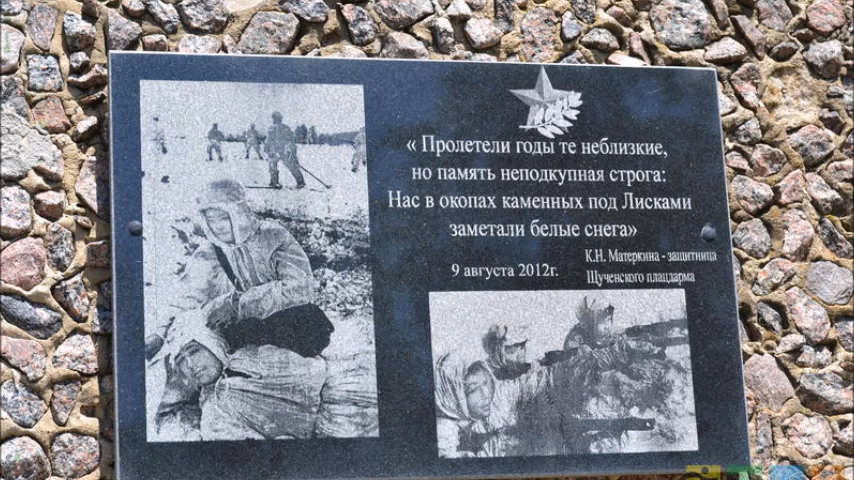 « Пролетели годы те неблизкие,
но память неподкупная строга:
Нас в окопах каменных под Лисками
заметали белые снега»
К.Н. Матеркина - защитница
Щученского плацдарма
9 августа 2012г.